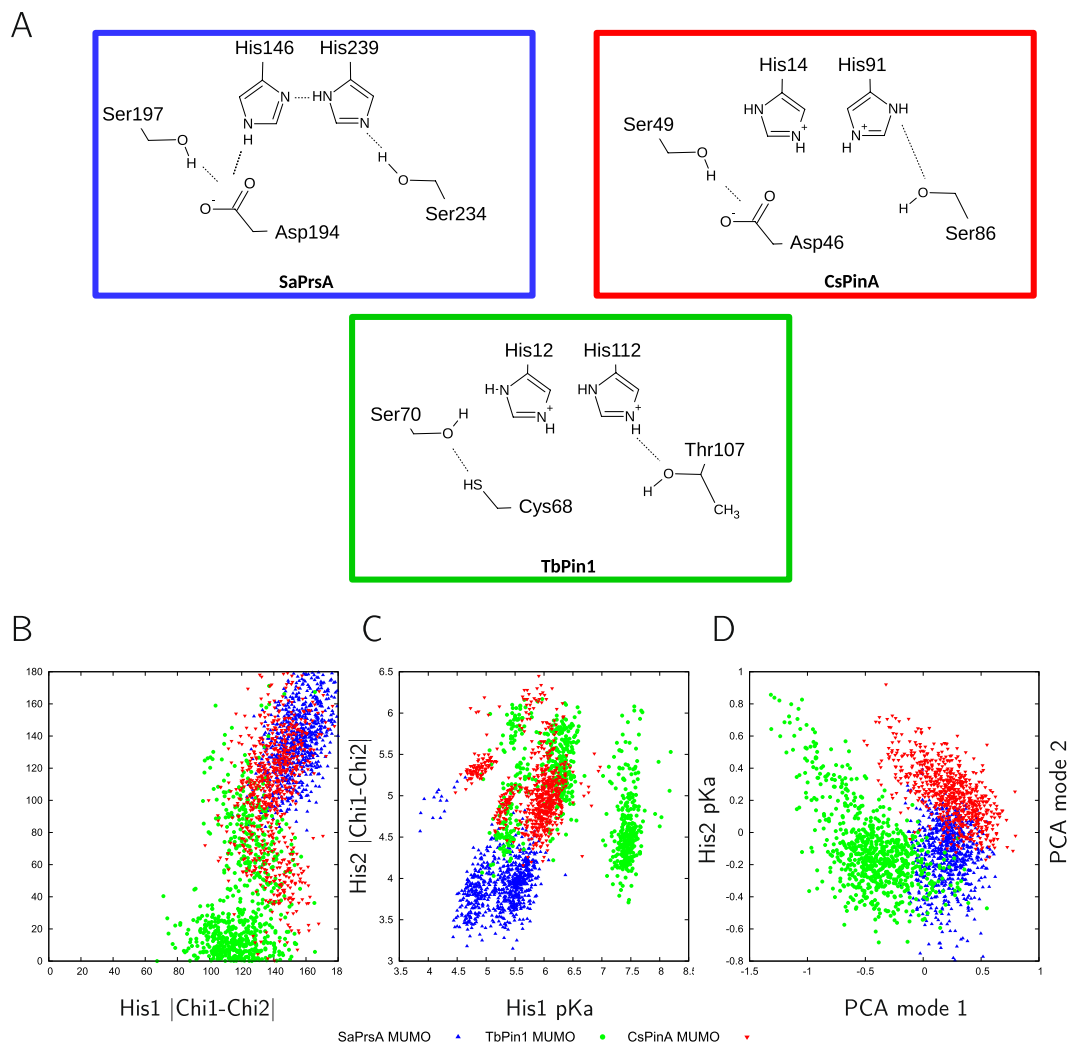 A
His146 His239
N HN
N
H
Ser197
O
H
O
O-
Asp194
H
O
Ser234
SaPrsA
His14 His91
HN NH
N+
H
N+
H
Ser49
O
H
O
O-
Asp46
O
H
Ser86
CsPinA
His12 His112
H-N HN
N+
H
N+
H
Ser70
H
O
HS
Cys68
Thr107
O
H
CH3
TbPin1
B C D
180
160
140
120
100
80
60
40
20
0
0 20 40 60 80 100 120 140 160 18
His1 |Chi1-Chi2|
His2 |Chi1-Chi2|
6.5
6
5.5
5
4.5
4
3.5
3
3.5 4 4.5 5 5.5 6 6.5 7 7.5 8 8.5
His1 pKa
His2 pKa
1
0.8
0.6
0.4
0.2
0
-0.2
-0.4
-0.6
-0.8
-1.5 -1 -0.5 0 0.5 1
PCA mode 1
PCA mode 2
SaPrsA MUMO TbPin1 MUMO CsPinA MUMO